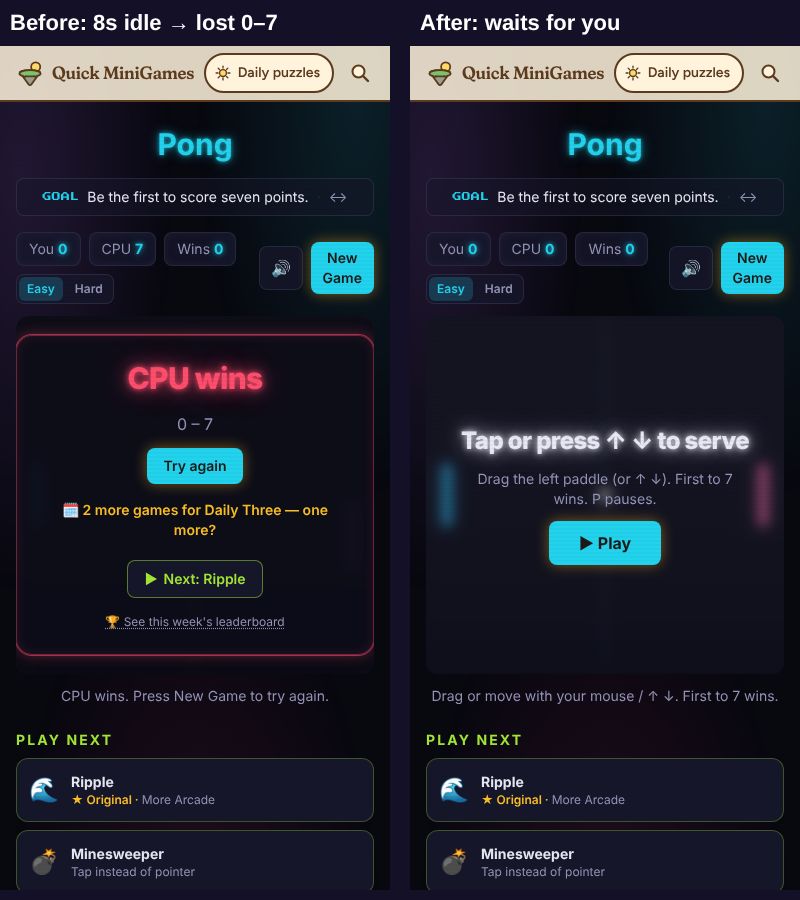 Before: 8s idle → lost 0–7
Quick MiniGames
Daily puzzles
Pong
GOAL Be the first to score seven points. · ↔
You 0
CPU 7
Wins 0
New
Game
Easy
Hard
CPU wins
0 – 7
Try again
🗓️ 2 more games for Daily Three — one
more?
▶ Next: Ripple
🏆 See this week's leaderboard
CPU wins. Press New Game to try again.
PLAY NEXT
Ripple
★ Original · More Arcade
Minesweeper
Tap instead of pointer
After: waits for you
Quick MiniGames
Daily puzzles
Pong
GOAL Be the first to score seven points. · ↔
You 0
CPU 0
Wins 0
New
Game
Easy
Hard
Tap or press ↑ ↓ to serve
Drag the left paddle (or ↑ ↓). First to 7
wins. P pauses.
▶ Play
Drag or move with your mouse / ↑ ↓. First to 7 wins.
PLAY NEXT
Ripple
★ Original · More Arcade
Minesweeper
Tap instead of pointer